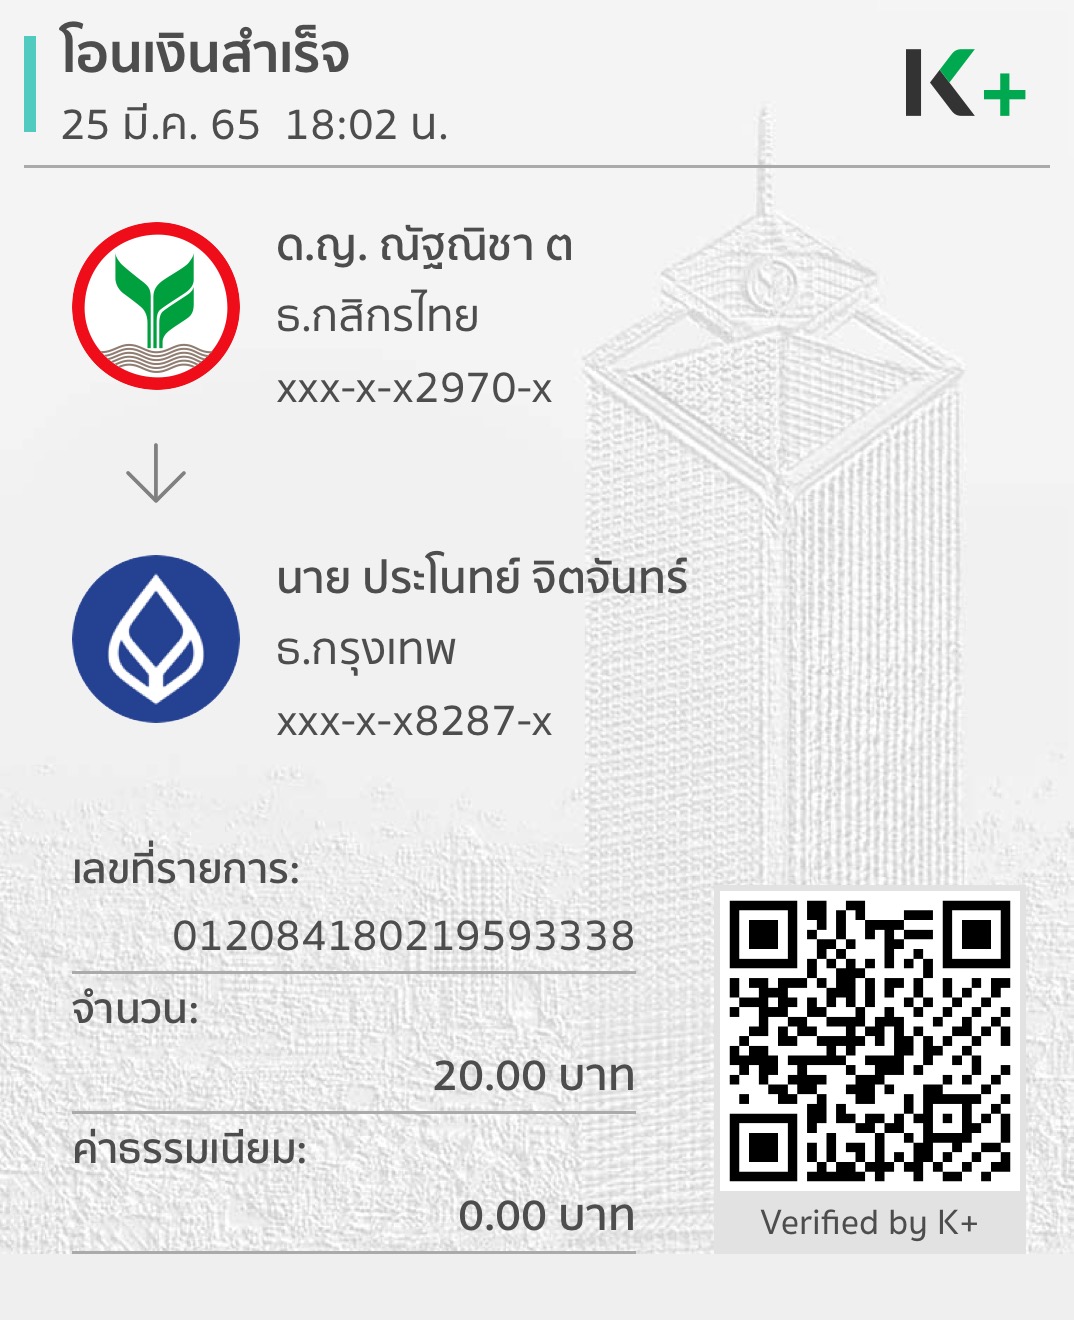 โอนเงินสำเร็จ
25 มี.ค. 65  18:02 น.
K+
ด.ญ. ณัฐณิชา ต
ธ.กสิกรไทย
xxx-x-x2970-x
นาย ประโนทย์ จิตจันทร์
ธ.กรุงเทพ
xxx-x-x8287-x
เลขที่รายการ:
012084180219593338
จำนวน:
20.00 บาท
ค่าธรรมเนียม:
0.00 บาท
Verified by K+